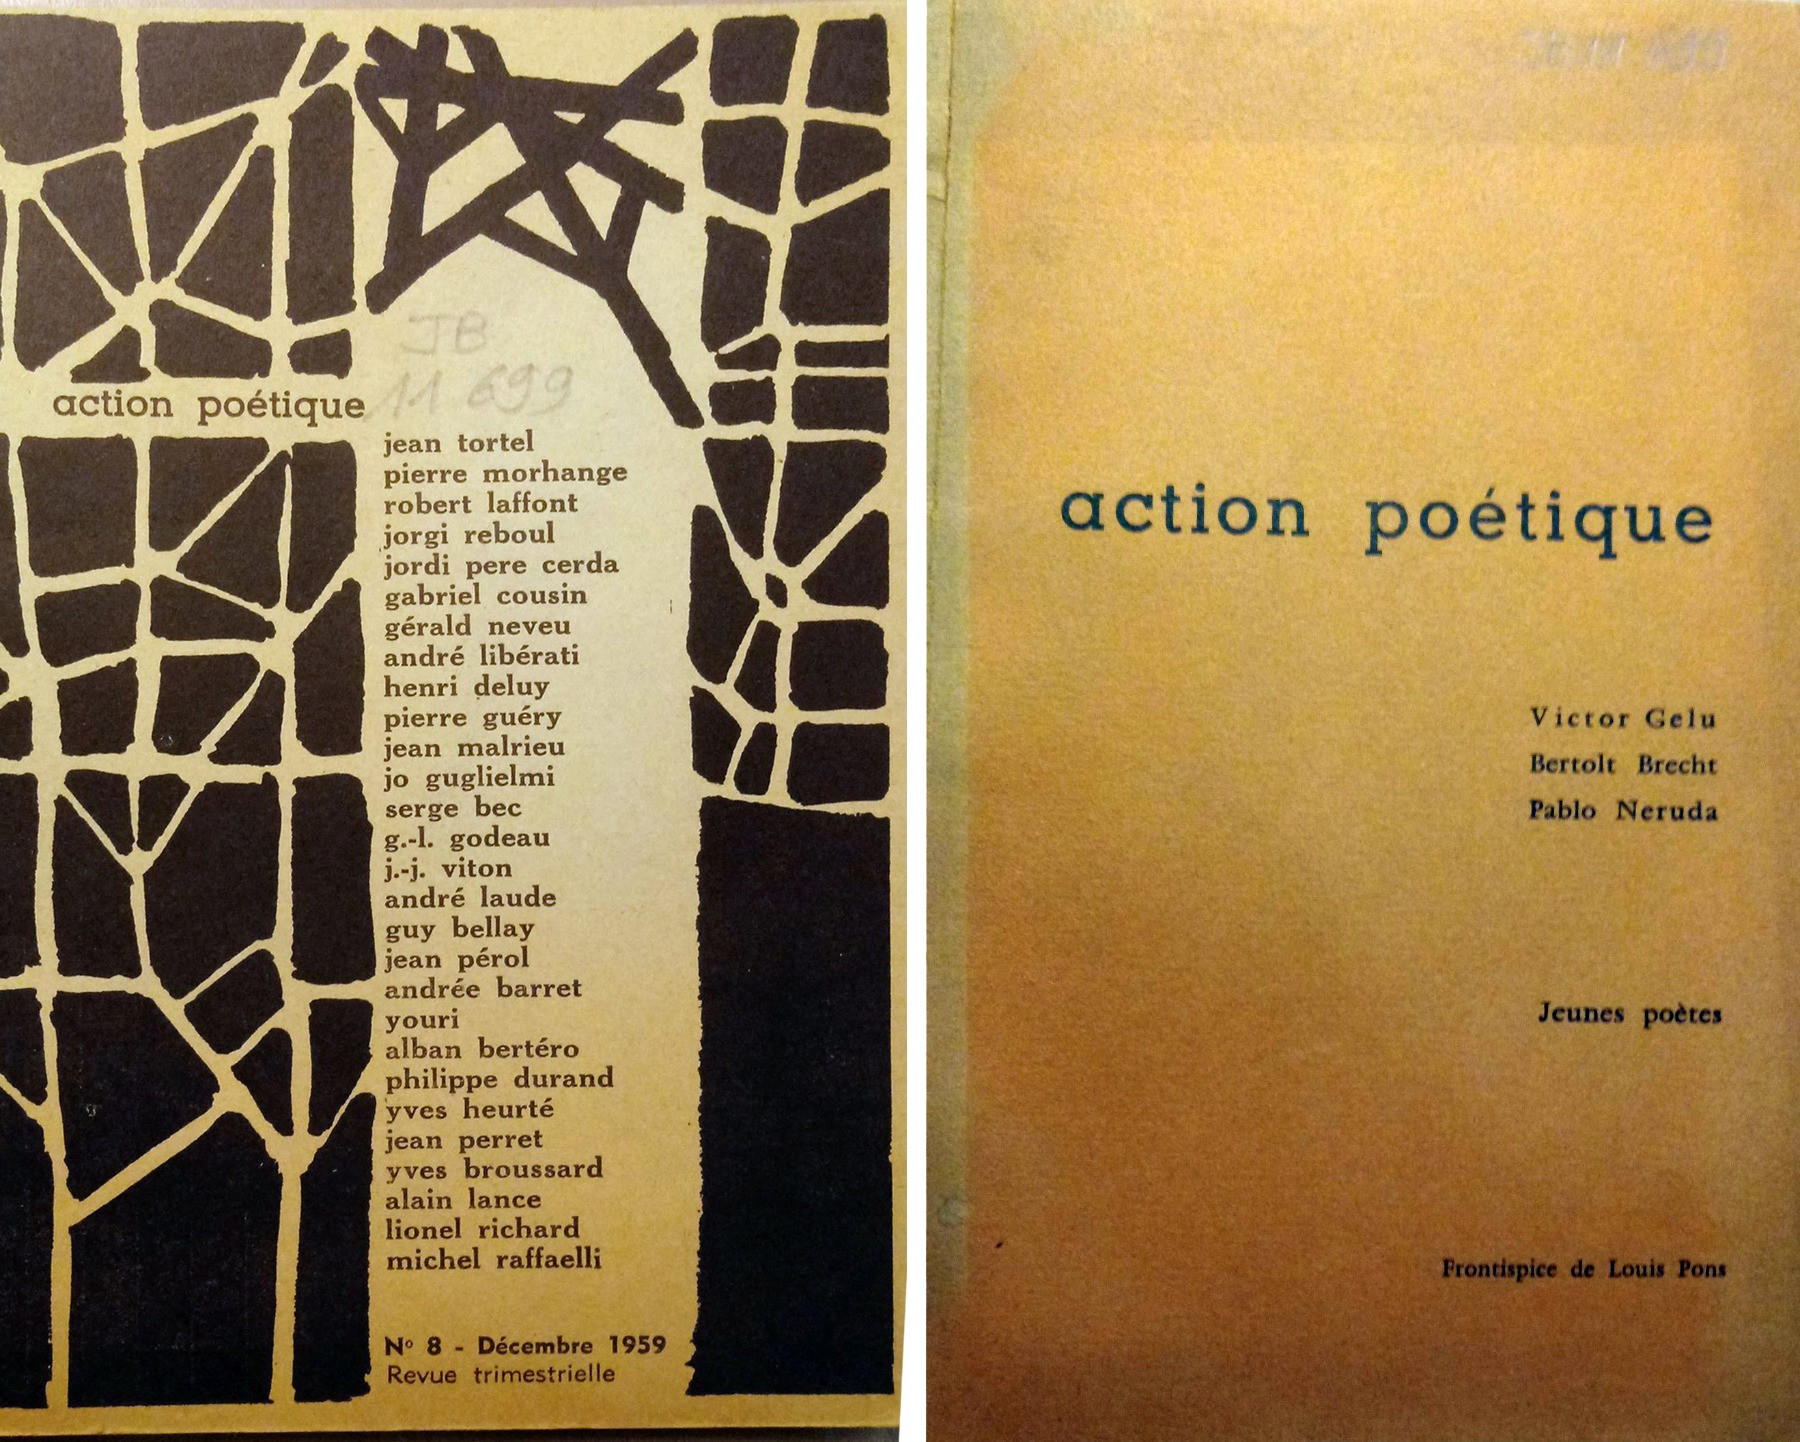 JB
11 699
action poétique
jean tortel
pierre morhange
robert laffont
jorgi reboul
jordi pere cerda
gabriel cousin
gérald neveu
andré libérati
henri deluy
pierre guéry
jean malrieu
jo guglielmi
serge bec
g.-l. godeau
j.-j. viton
andré laude
guy bellay
jean pérol
andrée barret
youri
alban bertéro
philippe durand
yves heurté
jean perret
yves broussard
alain lance
lionel richard
michel raffaelli
Nº 8 - Décembre 1959
Revue trimestrielle
action poétique
Victor Gelu
Bertolt Brecht
Pablo Neruda
Jeunes poètes
Frontispice de Louis Pons